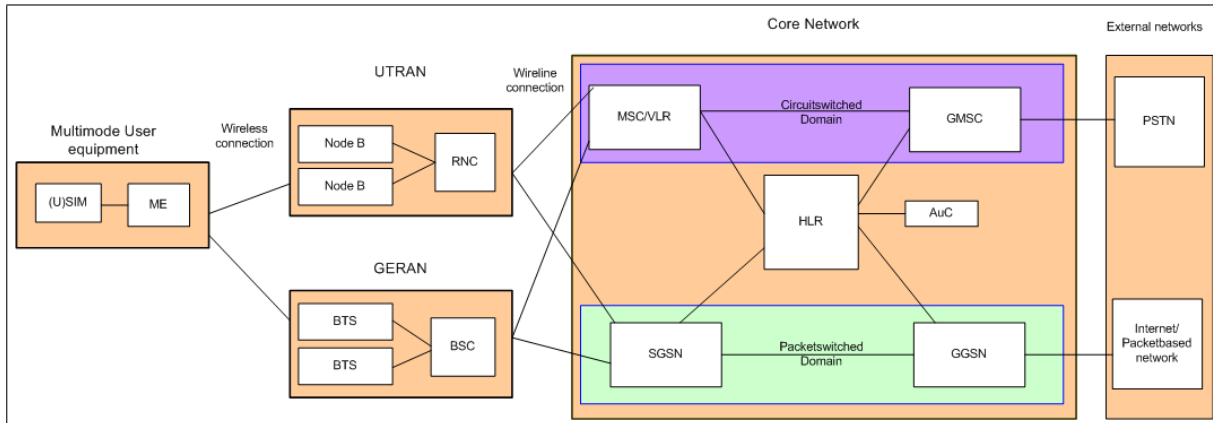 Core Network
External networks
UTRAN
Wireline
connection
Multimode User
equipment
Wireless
connection
(U)SIM
ME
Node B
Node B
RNC
MSC/VLR
Circuitswitched
Domain
GMSC
PSTN
HLR
AuC
GERAN
BTS
BTS
BSC
SGSN
Packetswitched
Domain
GGSN
Internet/
Packetbased
network